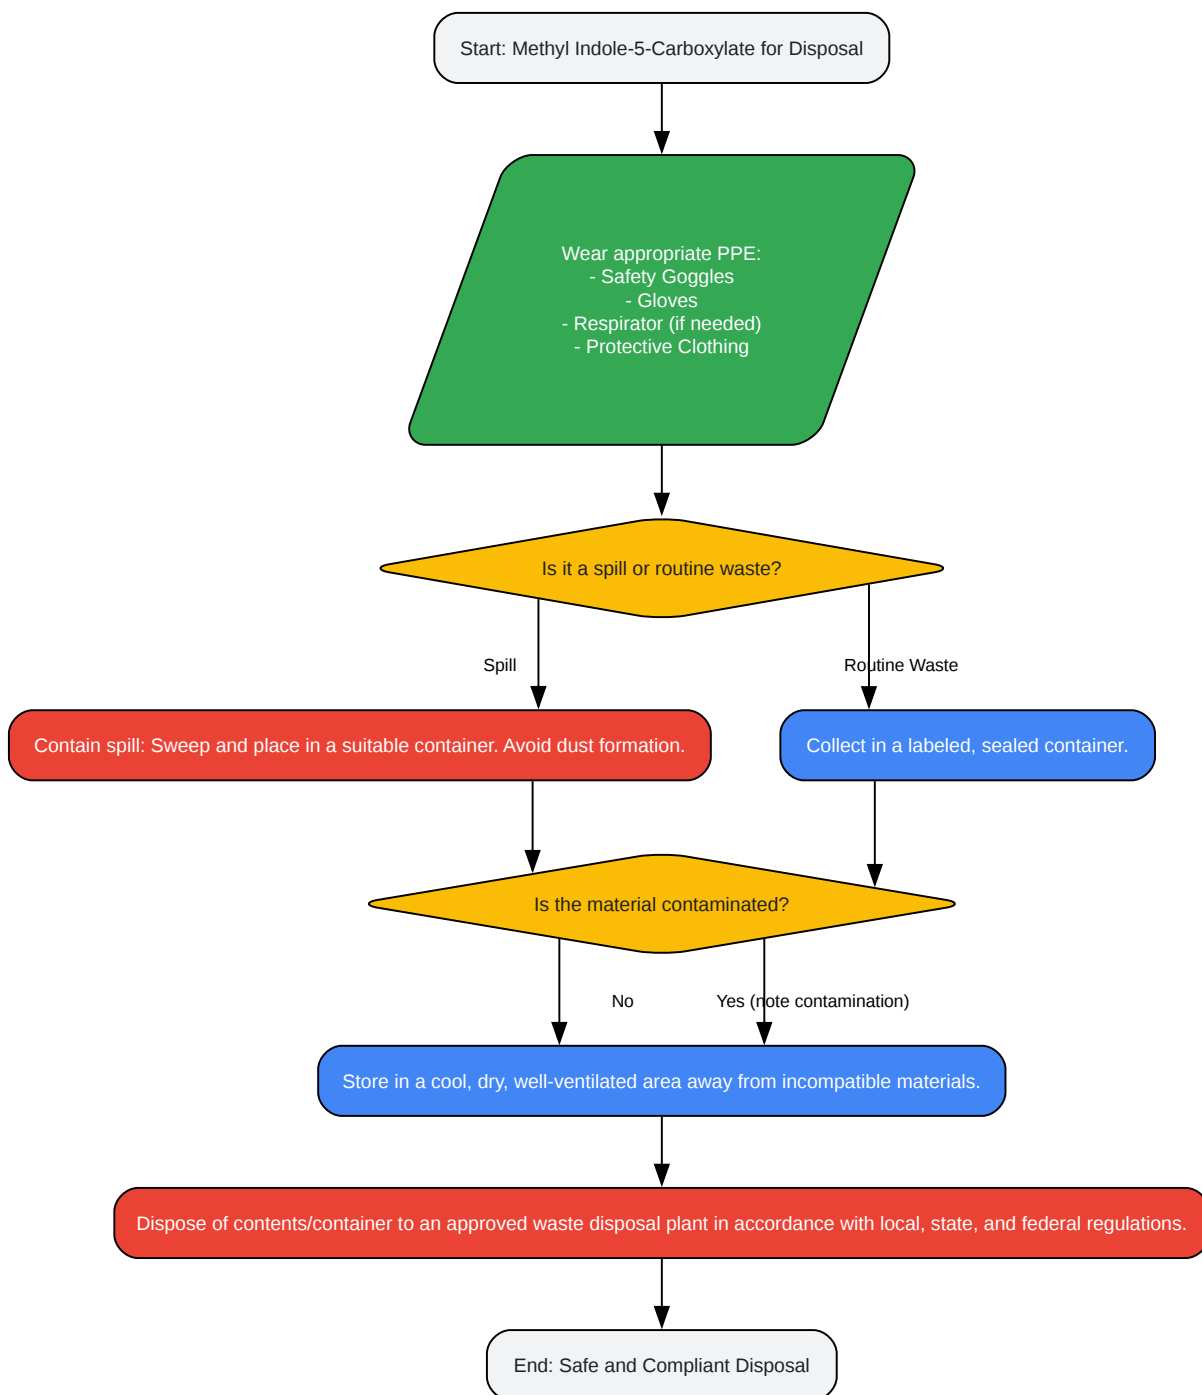 Start: Methyl Indole-5-Carboxylate for Disposal
Wear appropriate PPE:
- Safety Goggles
- Gloves
- Respirator (if needed)
- Protective Clothing
Is it a spill or routine waste?
Spill
Routine Waste
Contain spill: Sweep and place in a suitable container. Avoid dust formation.
Collect in a labeled, sealed container.
Is the material contaminated?
No
Yes (note contamination)
Store in a cool, dry, well-ventilated area away from incompatible materials.
Dispose of contents/container to an approved waste disposal plant in accordance with local, state, and federal regulations.
End: Safe and Compliant Disposal